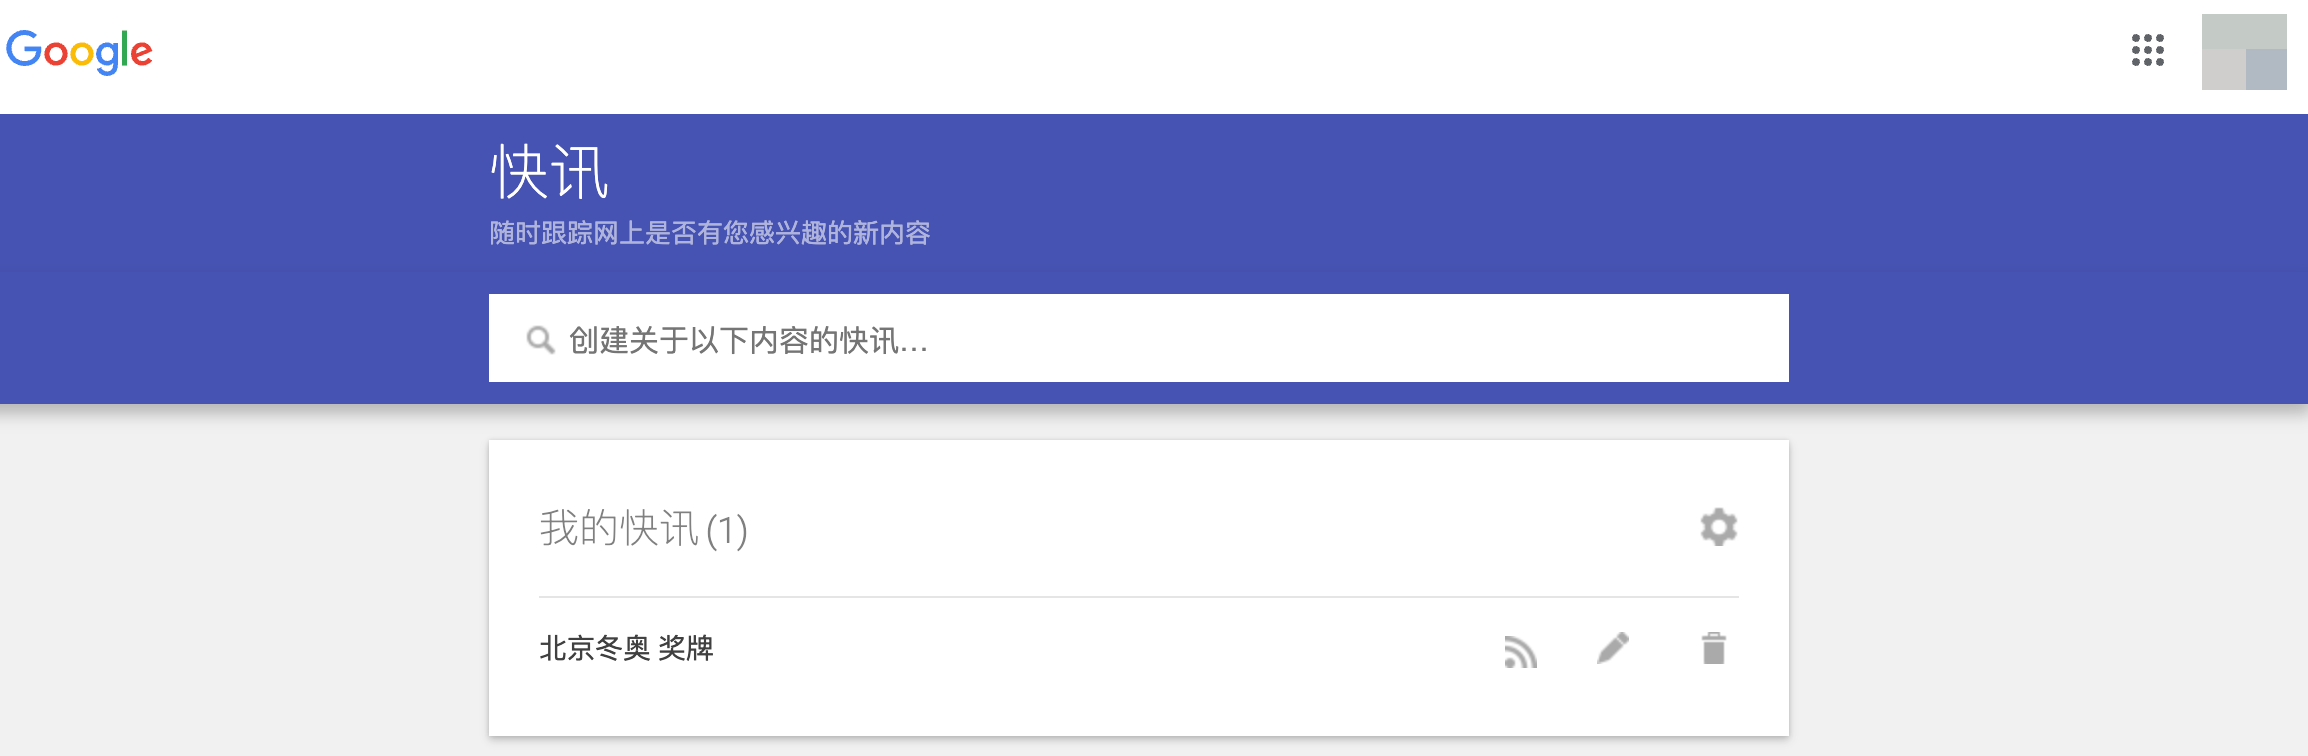 Google
快讯
随时跟踪网上是否有您感兴趣的新内容
创建关于以下内容的快讯...
我的快讯 (1)
北京冬奥 奖牌